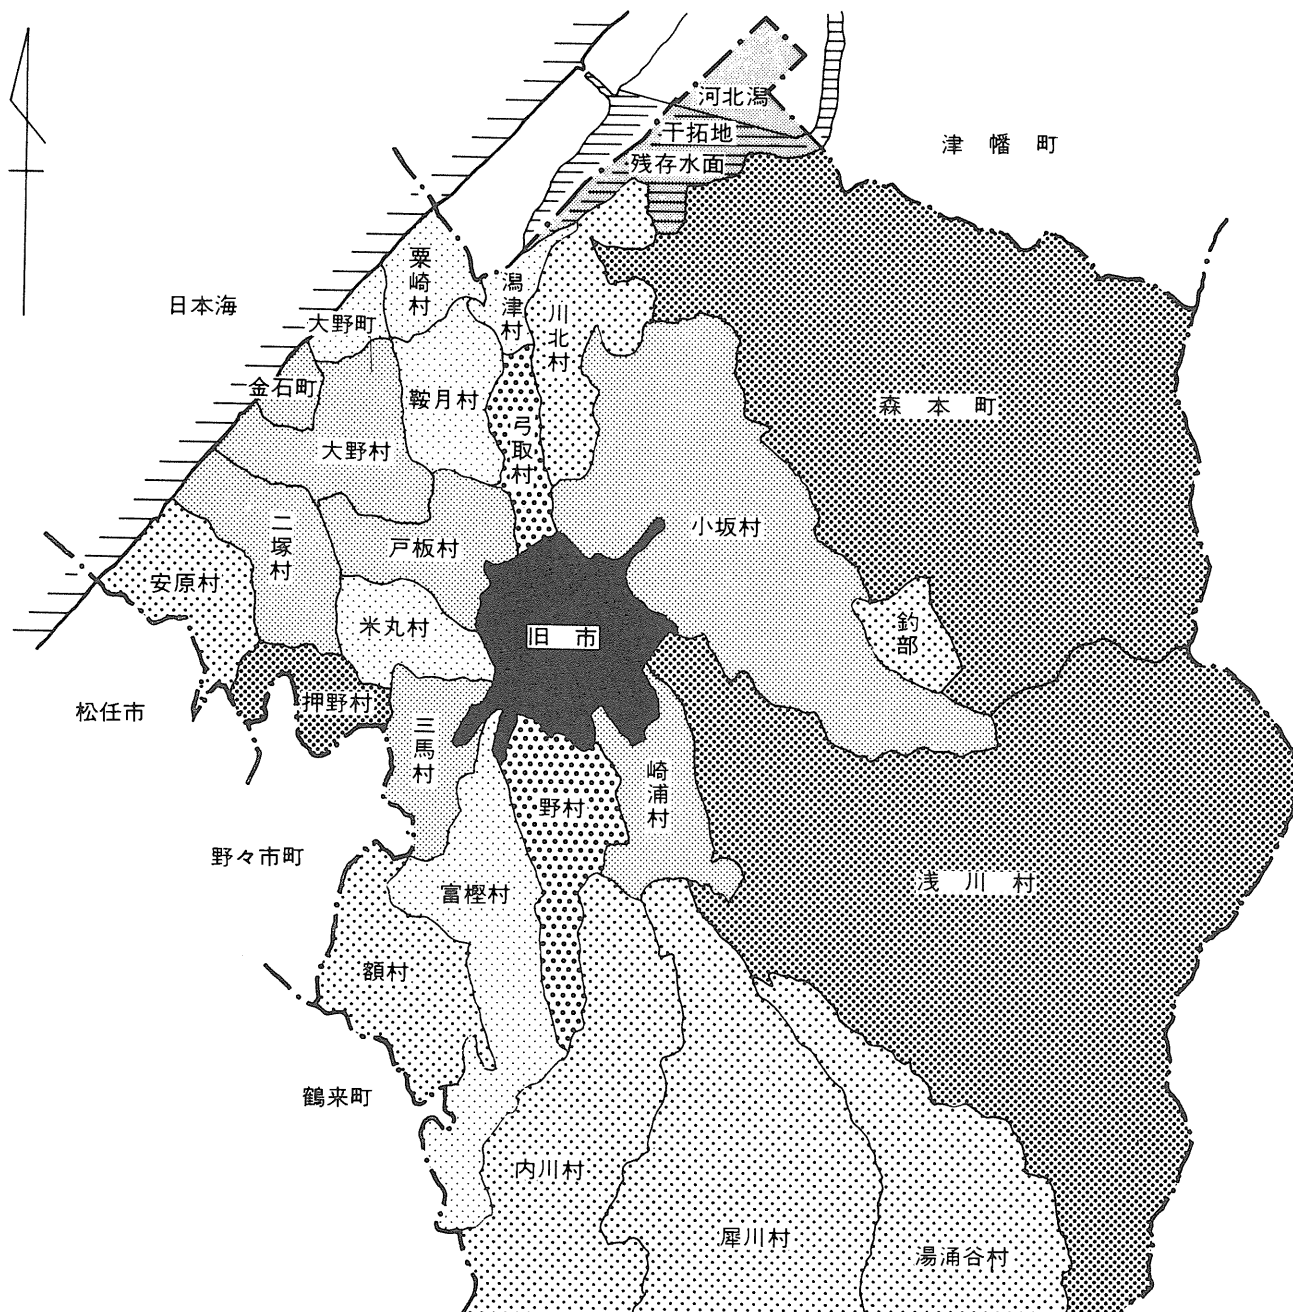 河北潟
干拓地
残存水面
津幡町
粟崎村
潟津村
日本海
大野町
川北村
金石町
鞍月村
森本町
弓取村
大野村
二塚村
小坂村
戸板村
安原村
米丸村
釣部
旧市
押野村
松任市
三馬村
崎浦村
野村
野々市町
浅川村
富樫村
額村
鶴来町
内川村
犀川村
湯涌谷村